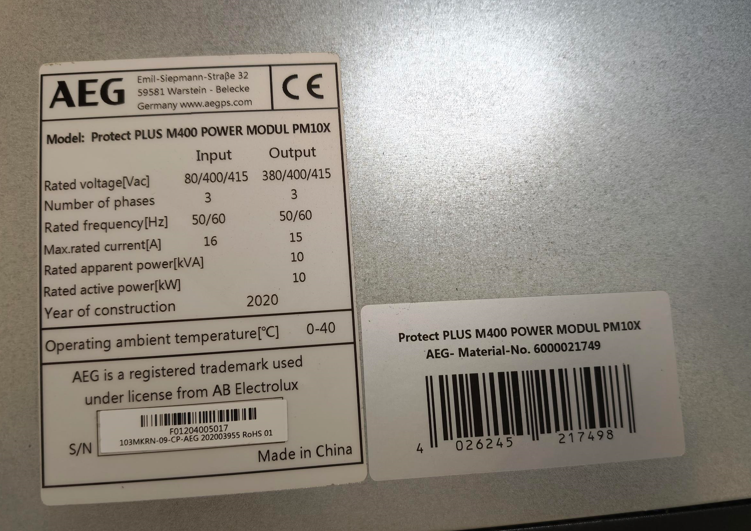 AEG
Emil-Siepmann-Straße 32
59581 Warstein - Belecke
Germany www.aegps.com
CE
Model: Protect PLUS M400 POWER MODUL PM10X
Input Output
Rated voltage[Vac] 80/400/415 380/400/415
Number of phases 3 3
Rated frequency[Hz] 50/60 50/60
Max.rated current[A] 16 15
Rated apparent power[kVA] 10
Rated active power[kW] 10
Year of construction 2020
Operating ambient temperature[℃] 0-40
AEG is a registered trademark used
under license from AB Electrolux
F01204005017
103MKRN-09-CP-AEG 202003955 RoHS 01
S/N
Made in China
Protect PLUS M400 POWER MODUL PM10X
AEG- Material-No. 6000021749
4 026245 217498